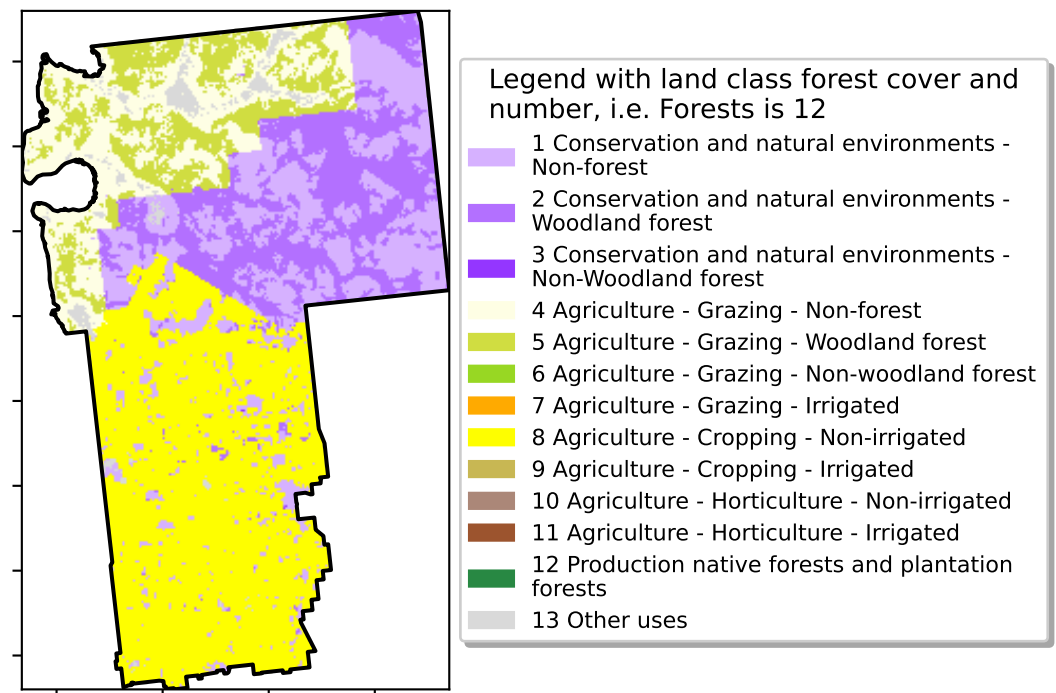 Legend with land class forest cover and
number, i.e. Forests is 12
1 Conservation and natural environments -
Non-forest
2 Conservation and natural environments -
Woodland forest
3 Conservation and natural environments -
Non-Woodland forest
4 Agriculture - Grazing - Non-forest
5 Agriculture - Grazing - Woodland forest
6 Agriculture - Grazing - Non-woodland forest
7 Agriculture - Grazing - Irrigated
8 Agriculture - Cropping - Non-irrigated
9 Agriculture - Cropping - Irrigated
10 Agriculture - Horticulture - Non-irrigated
11 Agriculture - Horticulture - Irrigated
12 Production native forests and plantation
forests
13 Other uses